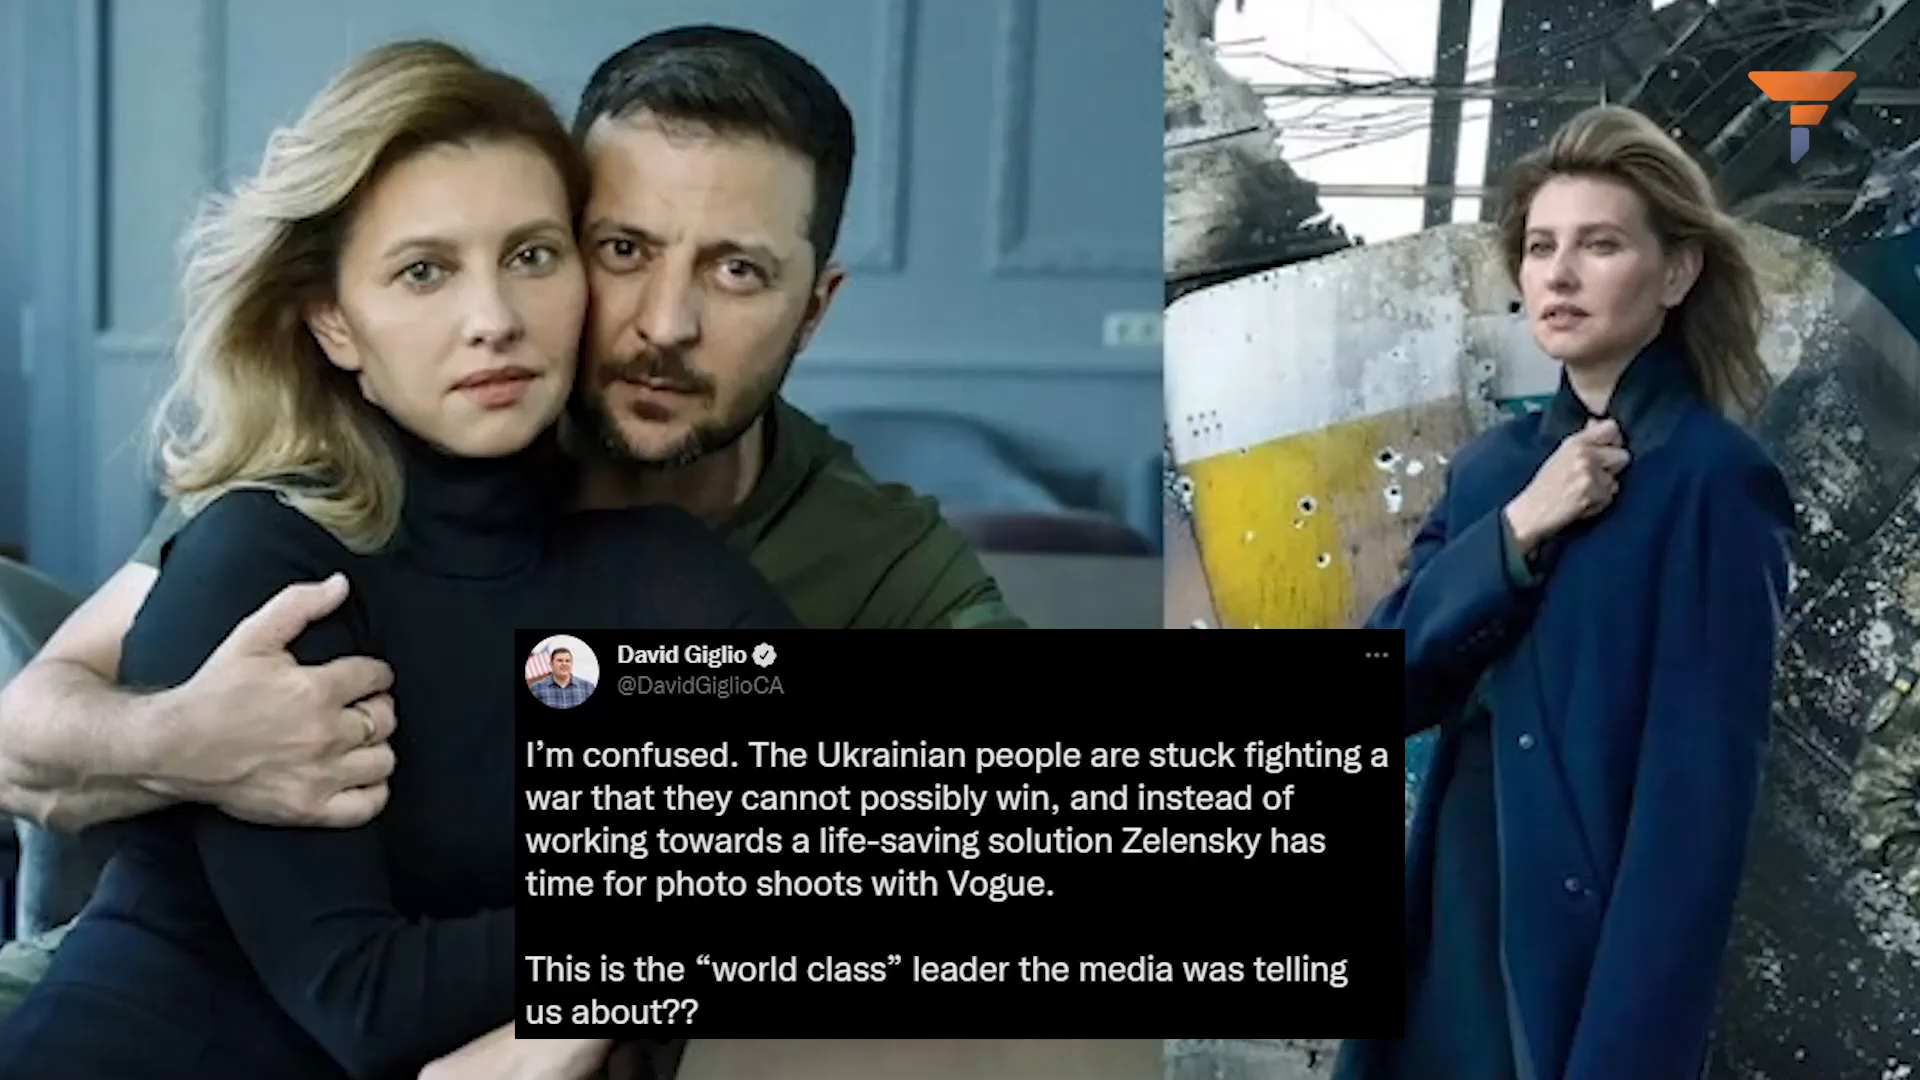 David Giglio
@DavidGiglioCA
I’m confused. The Ukrainian people are stuck fighting a
war that they cannot possibly win, and instead of
working towards a life-saving solution Zelensky has
time for photo shoots with Vogue.
This is the “world class” leader the media was telling
us about??